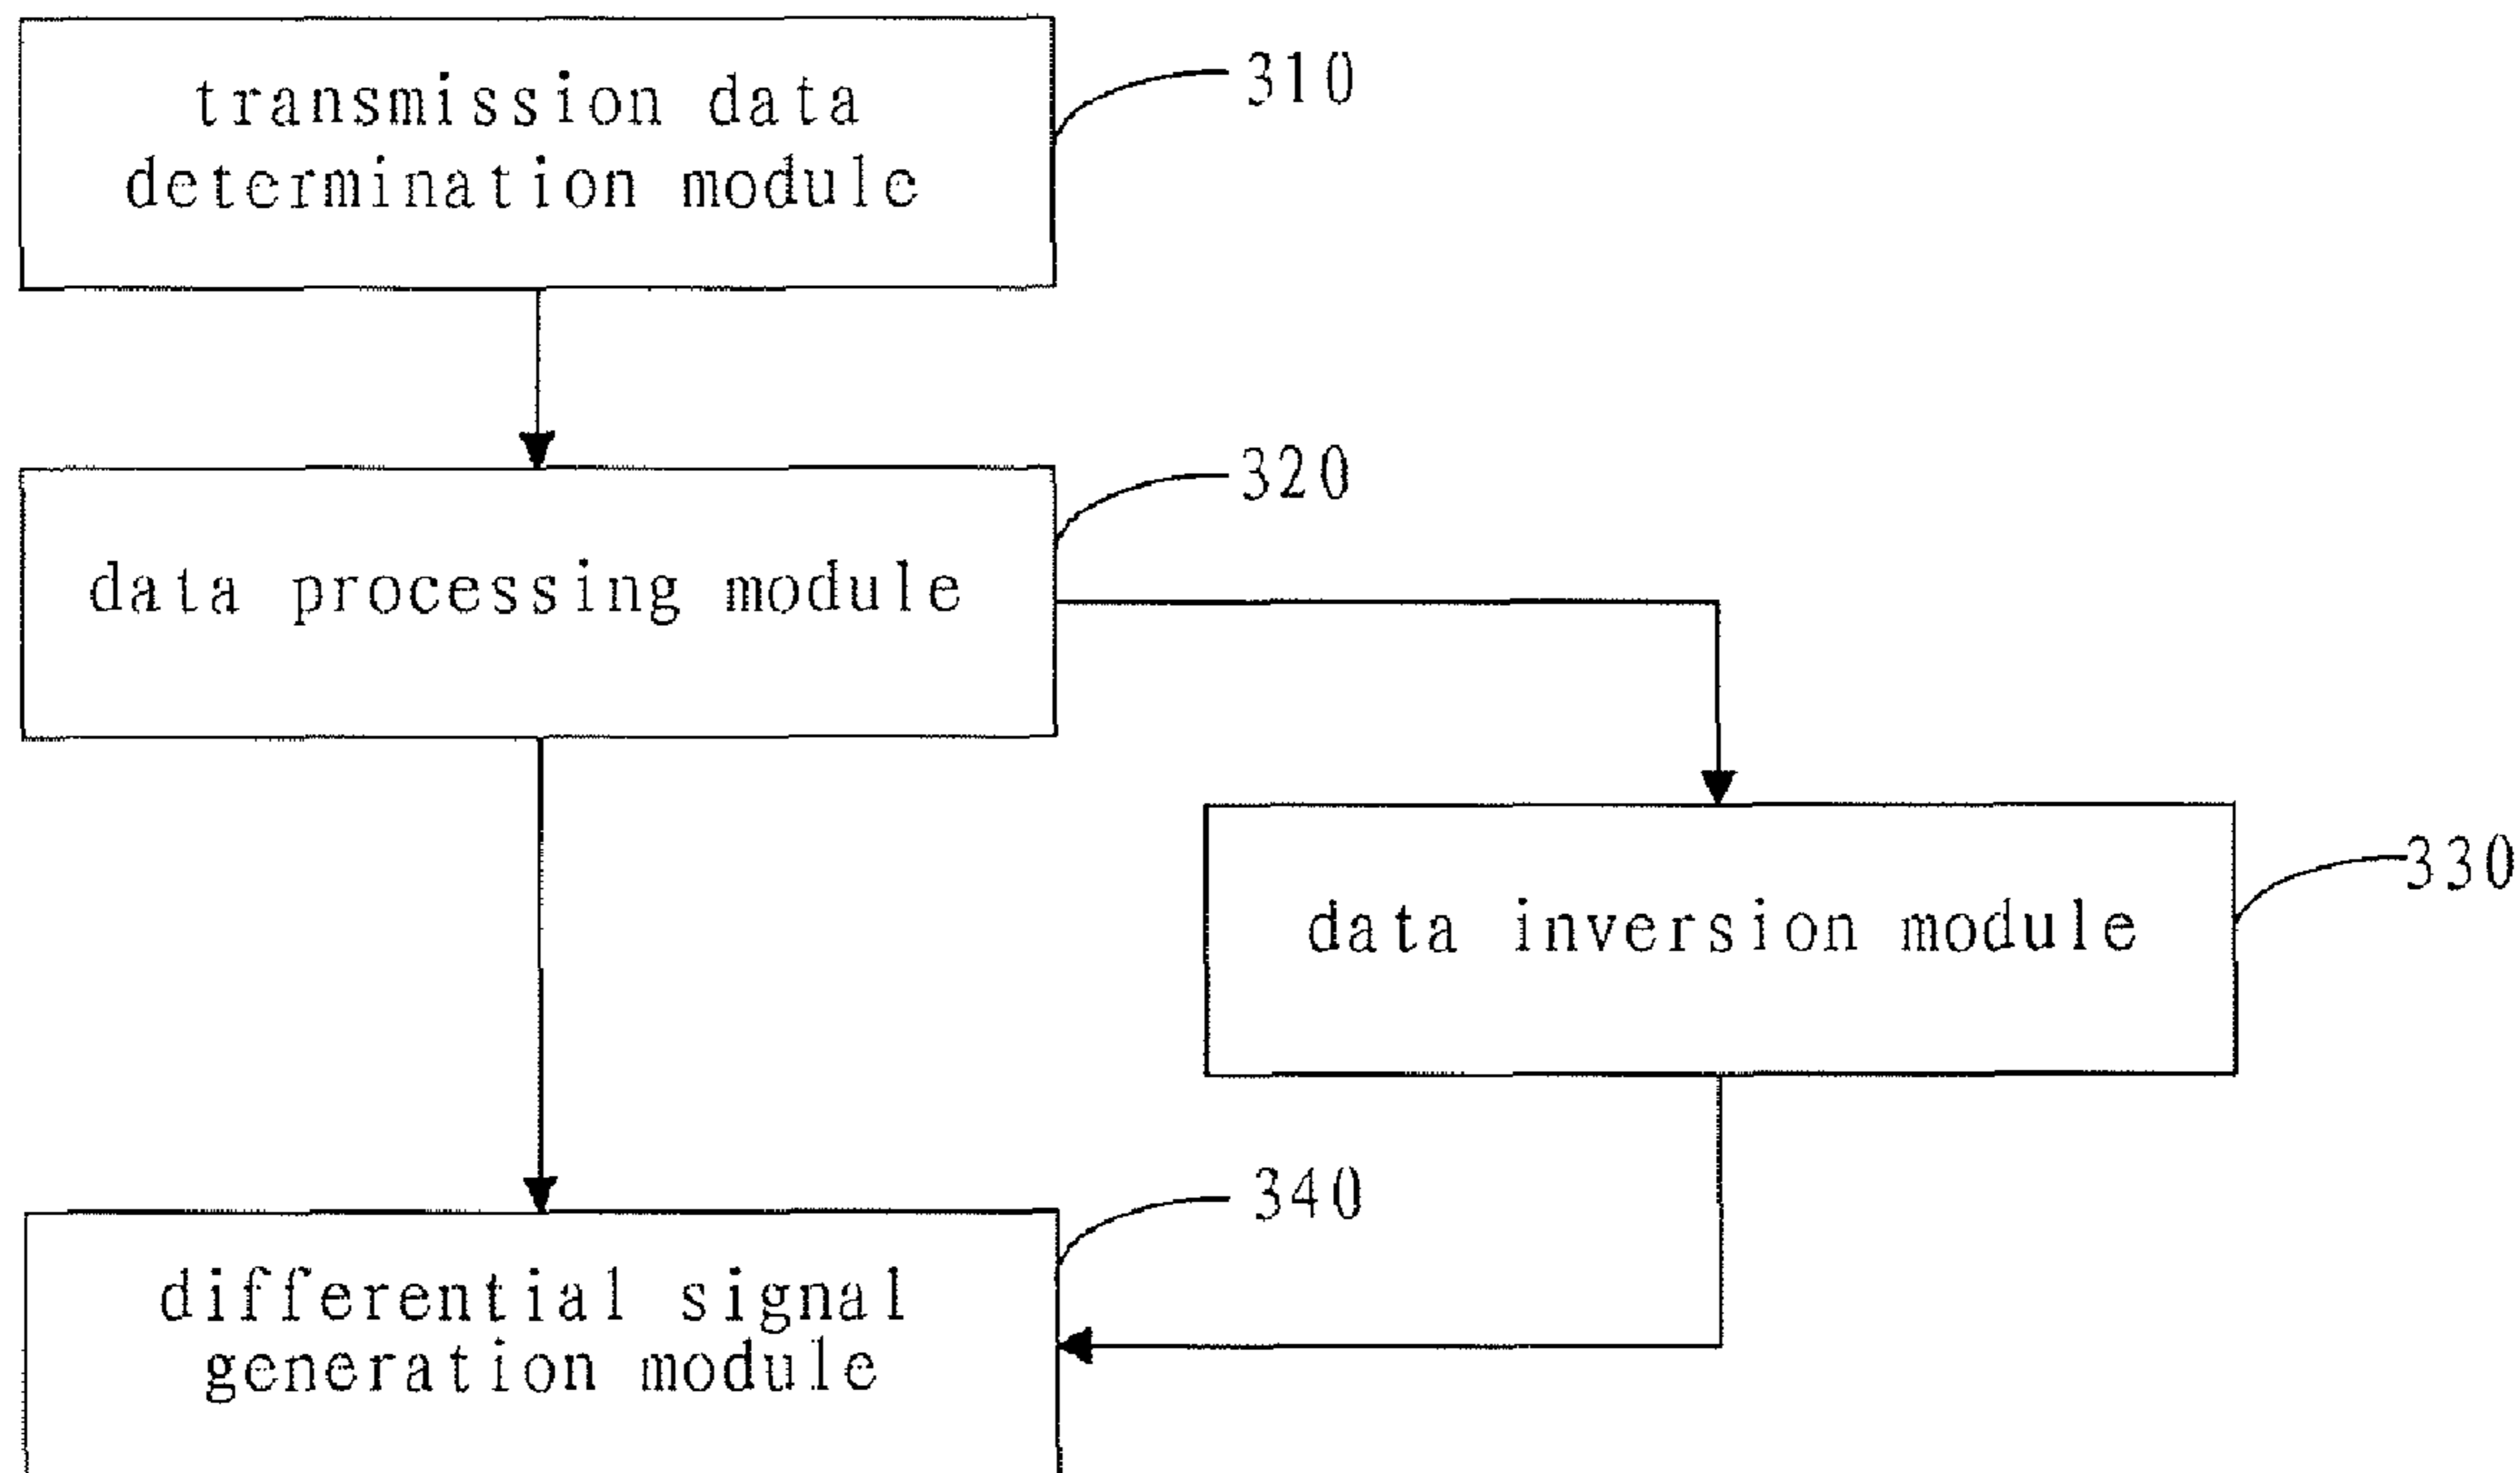 transmission data
determination module
310
data processing module
320
data inversion module
330
differential signal
generation module
340